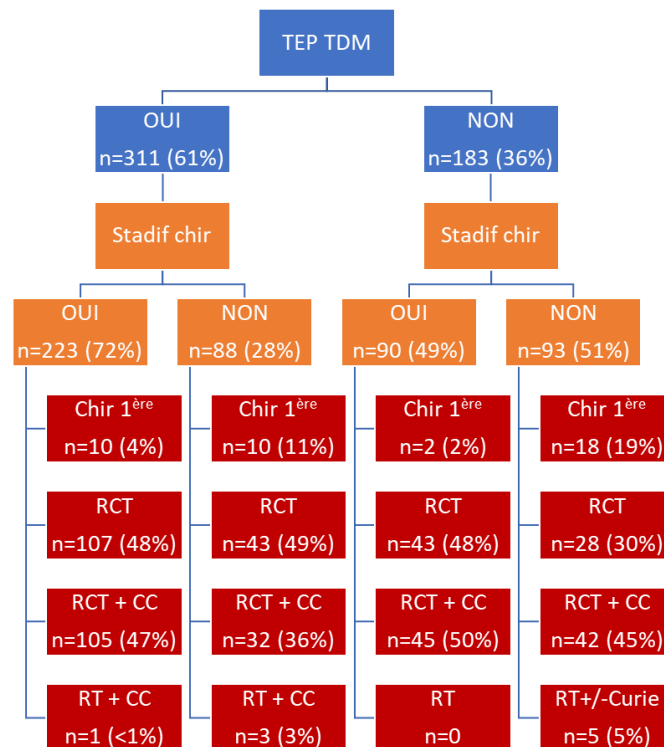 TEP TDM
OUI
n=311 (61%)
NON
n=183 (36%)
Stadif chir
Stadif chir
OUI
n=223 (72%)
NON
n=88 (28%)
OUI
n=90 (49%)
NON
n=93 (51%)
Chir 1ère
n=10 (4%)
Chir 1ère
n=10 (11%)
Chir 1ère
n=2 (2%)
Chir 1ère
n=18 (19%)
RCT
n=107 (48%)
RCT
n=43 (49%)
RCT
n=43 (48%)
RCT
n=28 (30%)
RCT + CC
n=105 (47%)
RCT + CC
n=32 (36%)
RCT + CC
n=45 (50%)
RCT + CC
n=42 (45%)
RT + CC
n=1 (<1%)
RT + CC
n=3 (3%)
RT
n=0
RT+/-Curie
n=5 (5%)